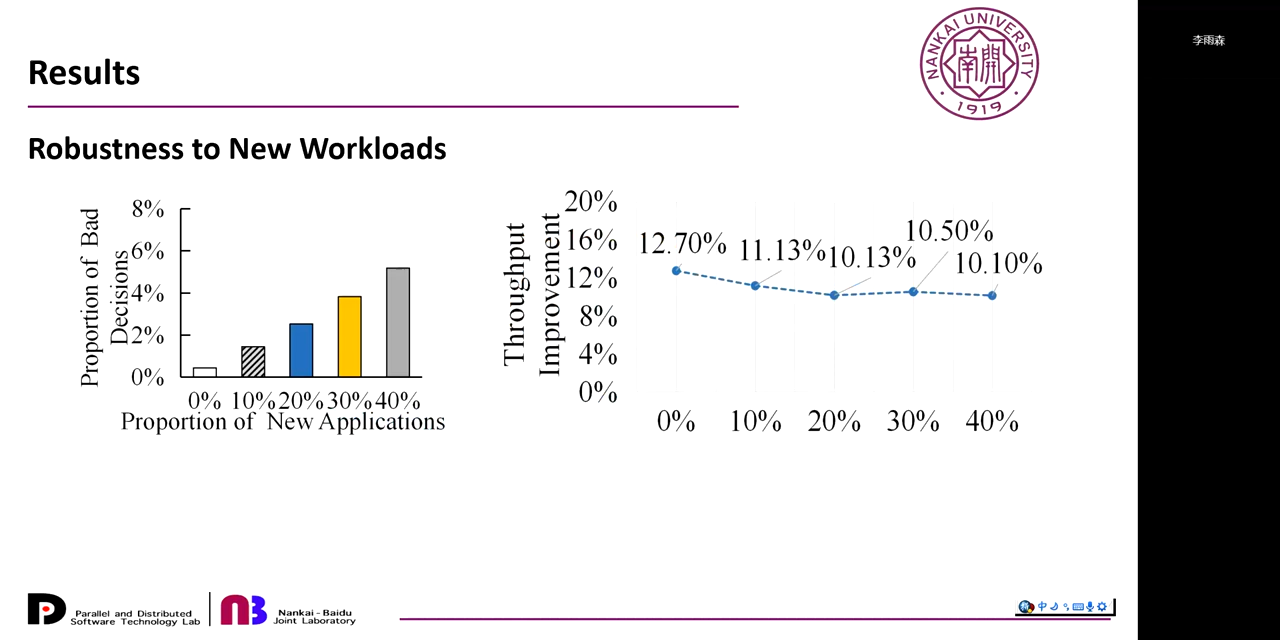 Results
NANKAI UNIVERSITY
南開
1919
李雨森
Robustness to New Workloads
Proportion of Bad
Decisions
8%
6%
4%
2%
0%
0% 10% 20% 30% 40%
Proportion of New Applications
Throughput
Improvement
20%
16%
12%
8%
4%
0%
12.70% 11.13% 10.13% 10.50% 10.10%
0% 10% 20% 30% 40%
Parallel and Distributed
Software Technology Lab
Nankai-Baidu
Joint Laboratory
中